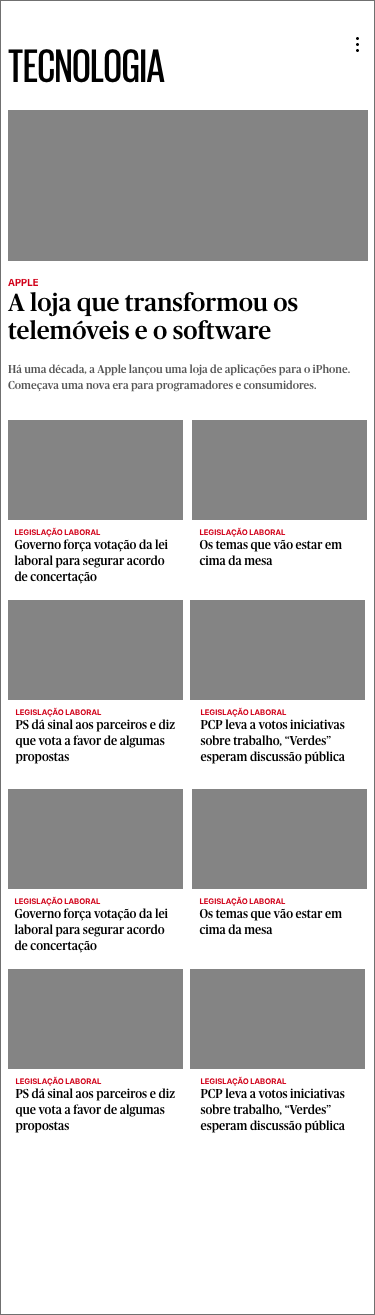 TECNOLOGIA
APPLE
A loja que transformou os
telemóveis e o software
Há uma década, a Apple lançou uma loja de aplicações para o iPhone.
Começava uma nova era para programadores e consumidores.
LEGISLAÇÃO LABORAL
Governo força votação da lei
laboral para segurar acordo
de concertação
LEGISLAÇÃO LABORAL
Os temas que vão estar em
cima da mesa
LEGISLAÇÃO LABORAL
PS dá sinal aos parceiros e diz
que vota a favor de algumas
propostas
LEGISLAÇÃO LABORAL
PCP leva a votos iniciativas
sobre trabalho, “Verdes”
esperam discussão pública
LEGISLAÇÃO LABORAL
Governo força votação da lei
laboral para segurar acordo
de concertação
LEGISLAÇÃO LABORAL
Os temas que vão estar em
cima da mesa
LEGISLAÇÃO LABORAL
PS dá sinal aos parceiros e diz
que vota a favor de algumas
propostas
LEGISLAÇÃO LABORAL
PCP leva a votos iniciativas
sobre trabalho, “Verdes”
esperam discussão pública